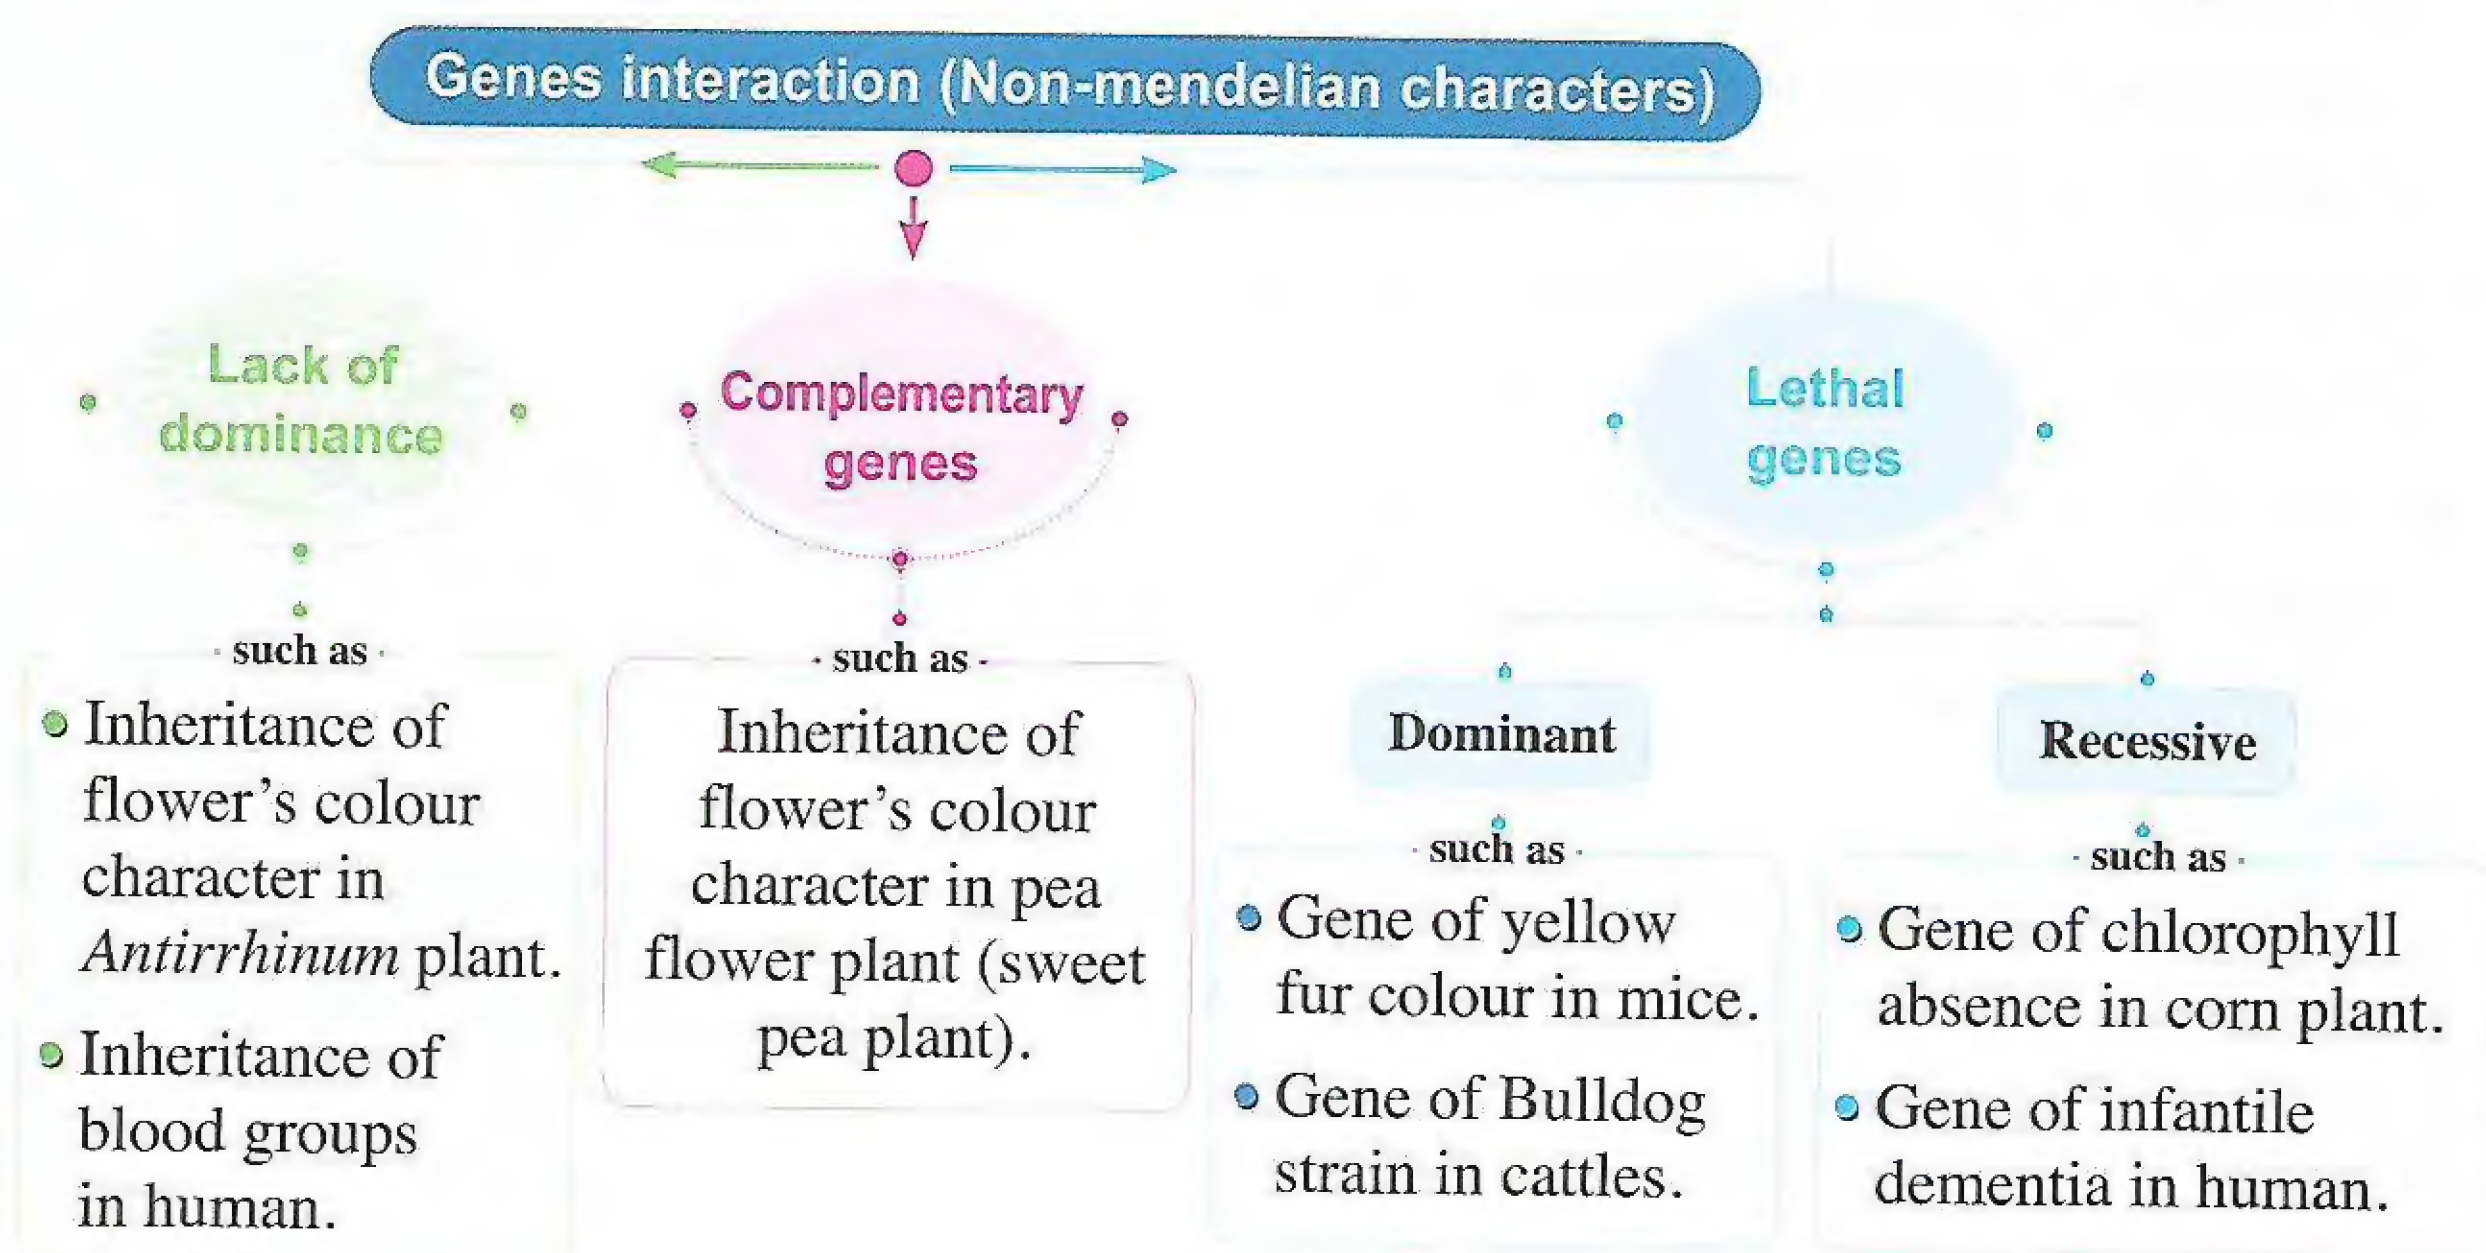 Genes interaction (Non-mendelian characters)
Lack of
dominance
such as
Inheritance of
flower's colour
character in
Antirrhinum plant.
Inheritance of
blood groups
in human.
Complementary
genes
such as
Inheritance of
flower's colour
character in pea
flower plant (sweet
pea plant).
Lethal
genes
Dominant
such as
Gene of yellow
fur colour in mice.
Gene of Bulldog
strain in cattles.
Recessive
such as
Gene of chlorophyll
absence in corn plant.
Gene of infantile
dementia in human.